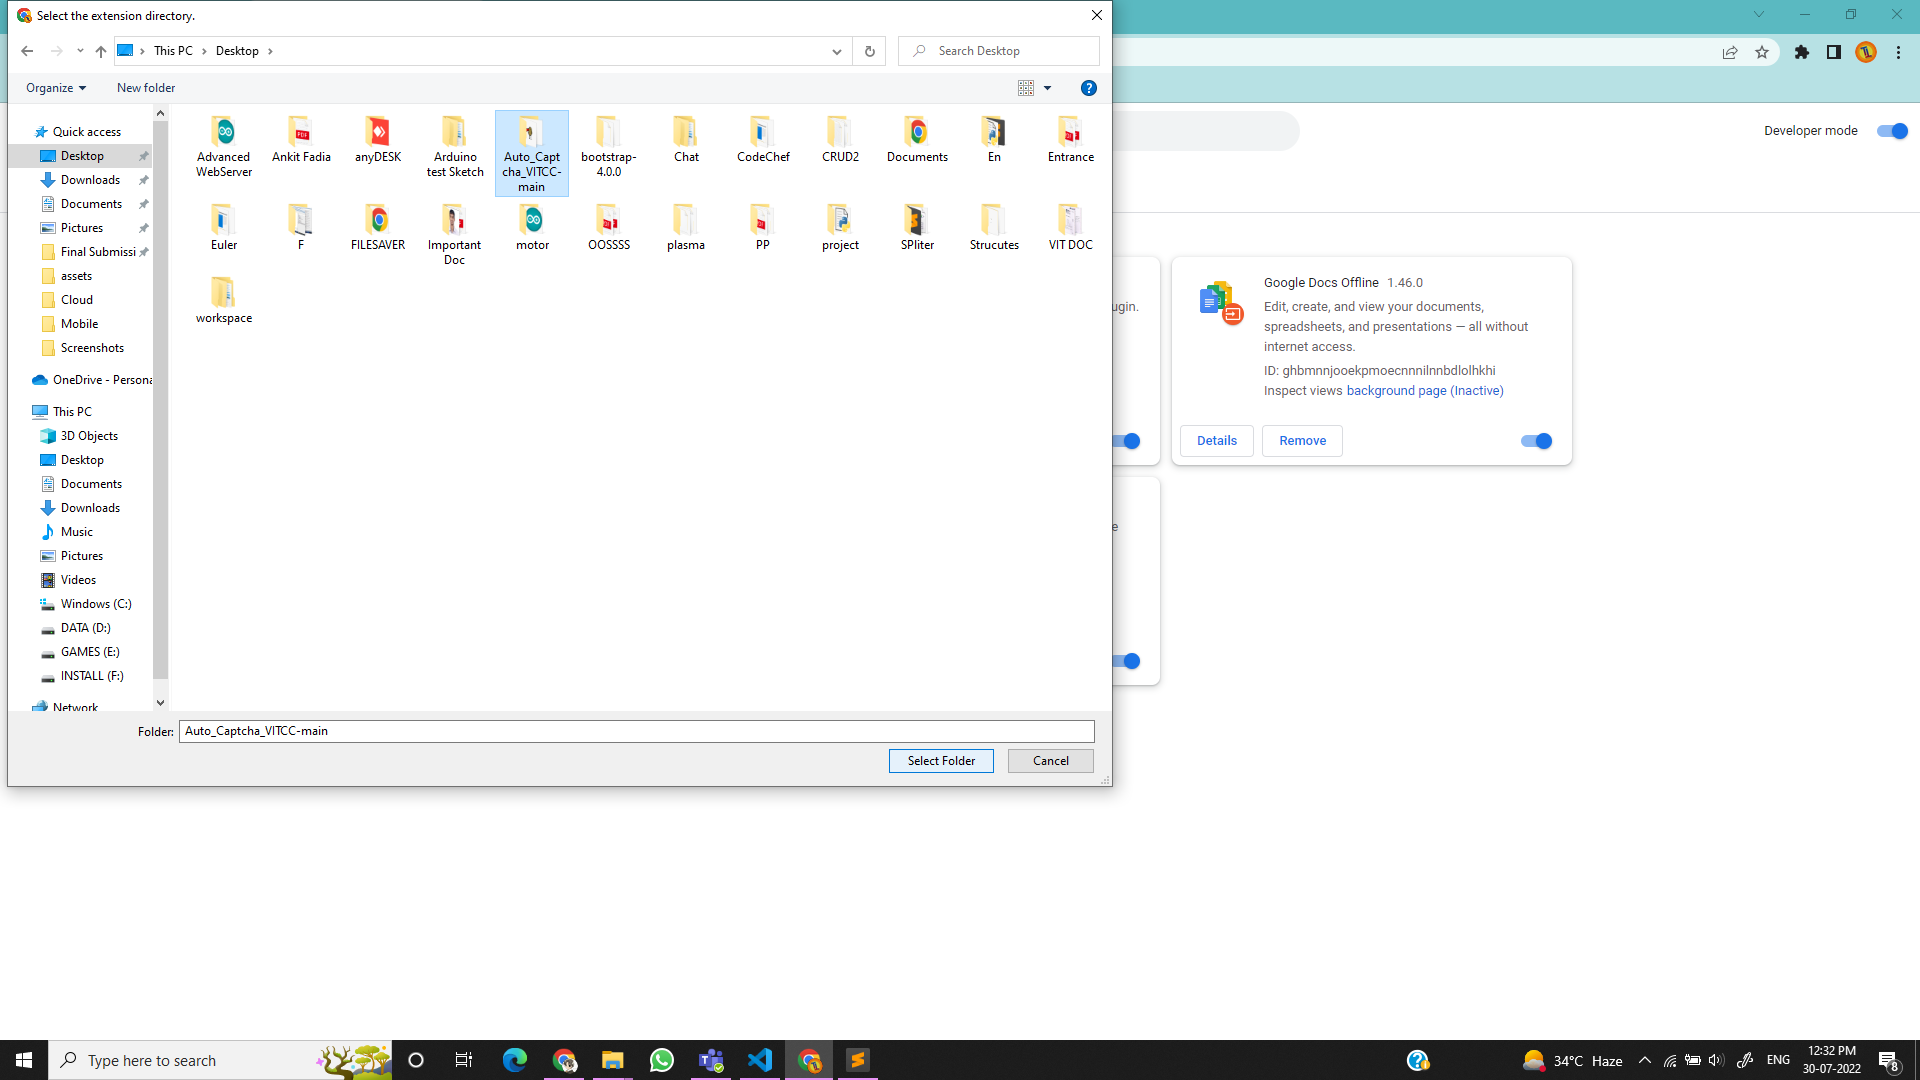 Select the extension directory.
This PC
Desktop
Search Desktop
Organize
New folder
Quick access
Desktop
Downloads
Documents
Pictures
Final Submissi
assets
Cloud
Mobile
Screenshots
OneDrive - Persona
This PC
3D Objects
Desktop
Documents
Downloads
Music
Pictures
Videos
Windows (C:)
DATA (D:)
GAMES (E:)
INSTALL (F:)
Network
Advanced
WebServer
Ankit Fadia
anyDESK
Arduino
test Sketch
Auto_Capt
cha_VITCC-
main
bootstrap-
4.0.0
Chat
CodeChef
CRUD2
Documents
En
Entrance
Euler
F
FILESAVER
Important
Doc
motor
OOSSSS
plasma
PP
project
SPliter
Strucutes
VIT DOC
workspace
Folder:
Auto_Captcha_VITCC-main
Select Folder
Cancel
Developer mode
ugin.
e
Google Docs Offline 1.46.0
Edit, create, and view your documents,
spreadsheets, and presentations — all without
internet access.
ID: ghbmnnjooekpmoecnnnilnnbdlolhkhi
Inspect views background page (Inactive)
Details
Remove
Type here to search
34°C Haze
ENG
12:32 PM
30-07-2022
8